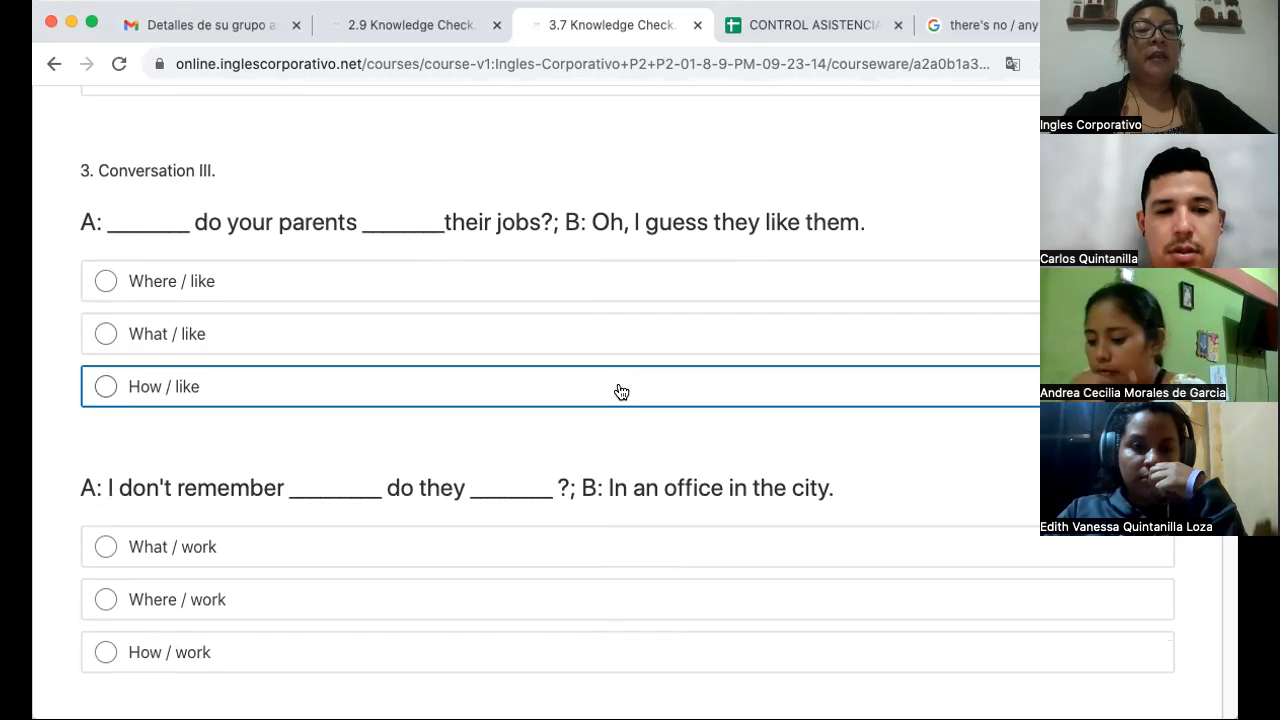 Detalles de su grupo a
2.9 Knowledge Check
3.7 Knowledge Check
CONTROL ASISTENCIA
there's no / any
online.inglescorporativo.net/courses/course-v1:Ingles-Corporativo+P2+P2-01-8-9-PM-09-23-14/courseware/a2a0b1a3...
Ingles Corporativo
3. Conversation III.
A: _______ do your parents _______their jobs?; B: Oh, I guess they like them.
Carlos Quintanilla
Where / like
What / like
How / like
Andrea Cecilia Morales de Garcia
A: I don't remember ________ do they _______ ?; B: In an office in the city.
Edith Vanessa Quintanilla Loza
What / work
Where / work
How / work